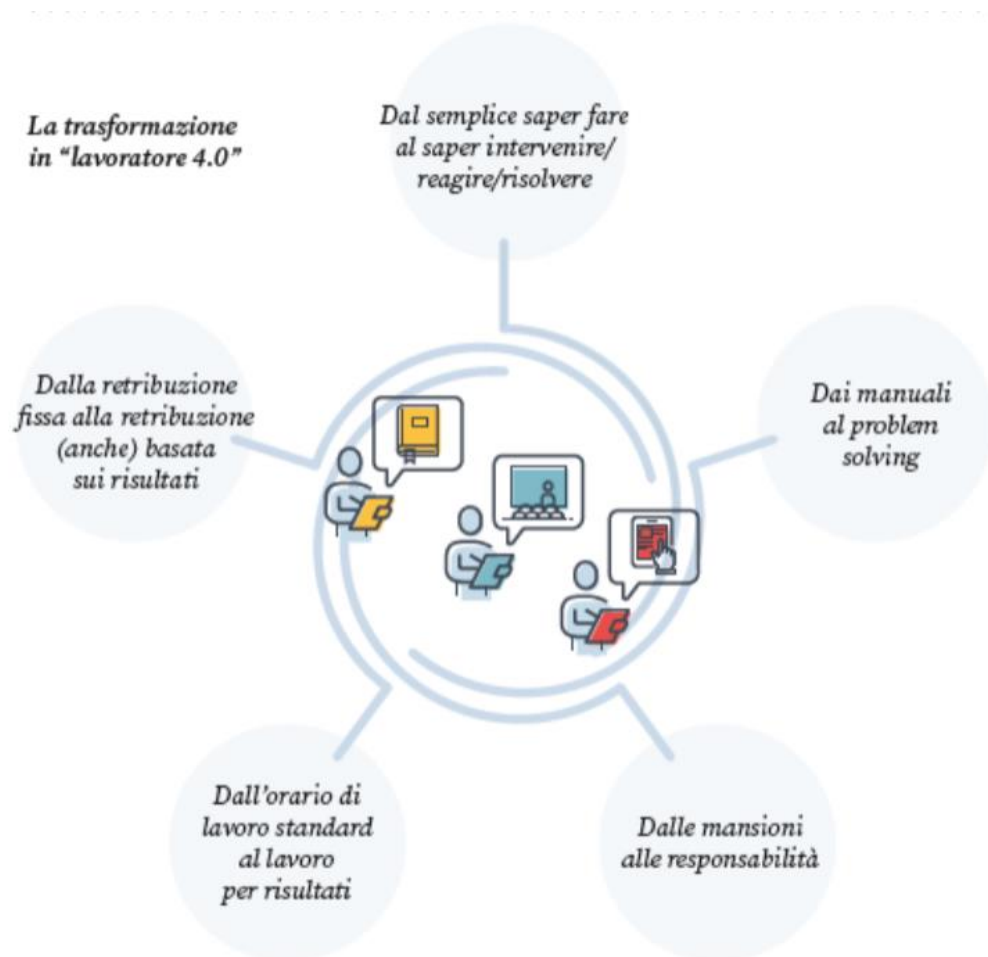 La trasformazione
in “lavoratore 4.0”
Dal semplice saper fare
al saper intervenire/
reagire/risolvere
Dai manuali
al problem
solving
Dalle mansioni
alle responsabilità
Dall’orario di
lavoro standard
al lavoro
per risultati
Dalla retribuzione
fissa alla retribuzione
(anche) basata
sui risultati